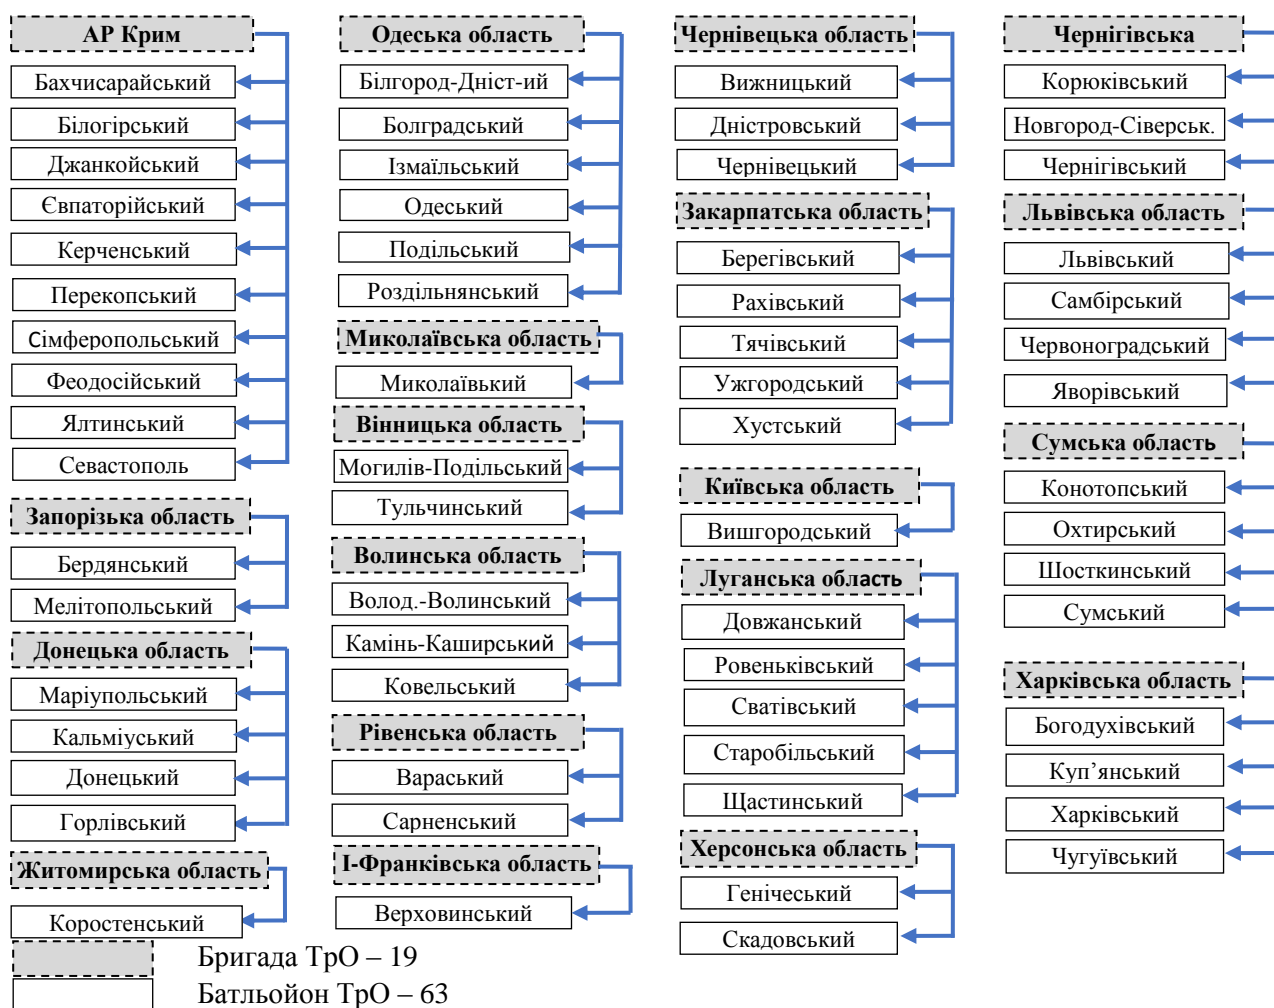 АР Крим
Бахчисарайський
Білогірський
Джанкойський
Євпаторійський
Керченський
Перекопський
Сімферопольський
Феодосійський
Ялтинський
Севастополь
Запорізька область
Бердянський
Мелітопольський
Донецька область
Маріупольський
Кальміуський
Донецький
Горлівський
Житомирська область
Коростенський
Одеська область
Білгород-Дніст-ий
Болградський
Ізмаїльський
Одеський
Подільський
Роздільнянський
Миколаївська область
Миколаївький
Вінницька область
Могилів-Подільський
Тульчинський
Волинська область
Волод.-Волинський
Камінь-Каширський
Ковельський
Рівенська область
Вараський
Сарненський
І-Франківська область
Верховинський
Чернівецька область
Вижницький
Дністровський
Чернівецький
Закарпатська область
Берегівський
Рахівський
Тячівський
Ужгородський
Хустський
Київська область
Вишгородський
Луганська область
Довжанський
Ровеньківський
Сватівський
Старобільський
Щастинський
Херсонська область
Генічеський
Скадовський
Чернігівська
Корюківський
Новгород-Сіверськ.
Чернігівський
Львівська область
Львівський
Самбірський
Червоноградський
Яворівський
Сумська область
Конотопський
Охтирський
Шосткинський
Сумський
Харківська область
Богодухівський
Куп’янський
Харківський
Чугуївський
Бригада ТрО – 19
Батльойон ТрО – 63